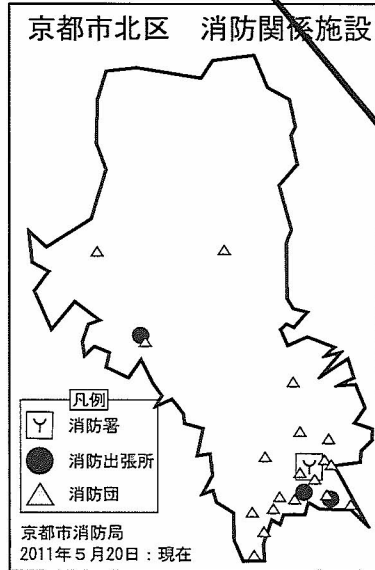 京都市北区 消防関係施設
凡例
消防署
消防出張所
消防団
京都市消防局
2011年5月20日：現在